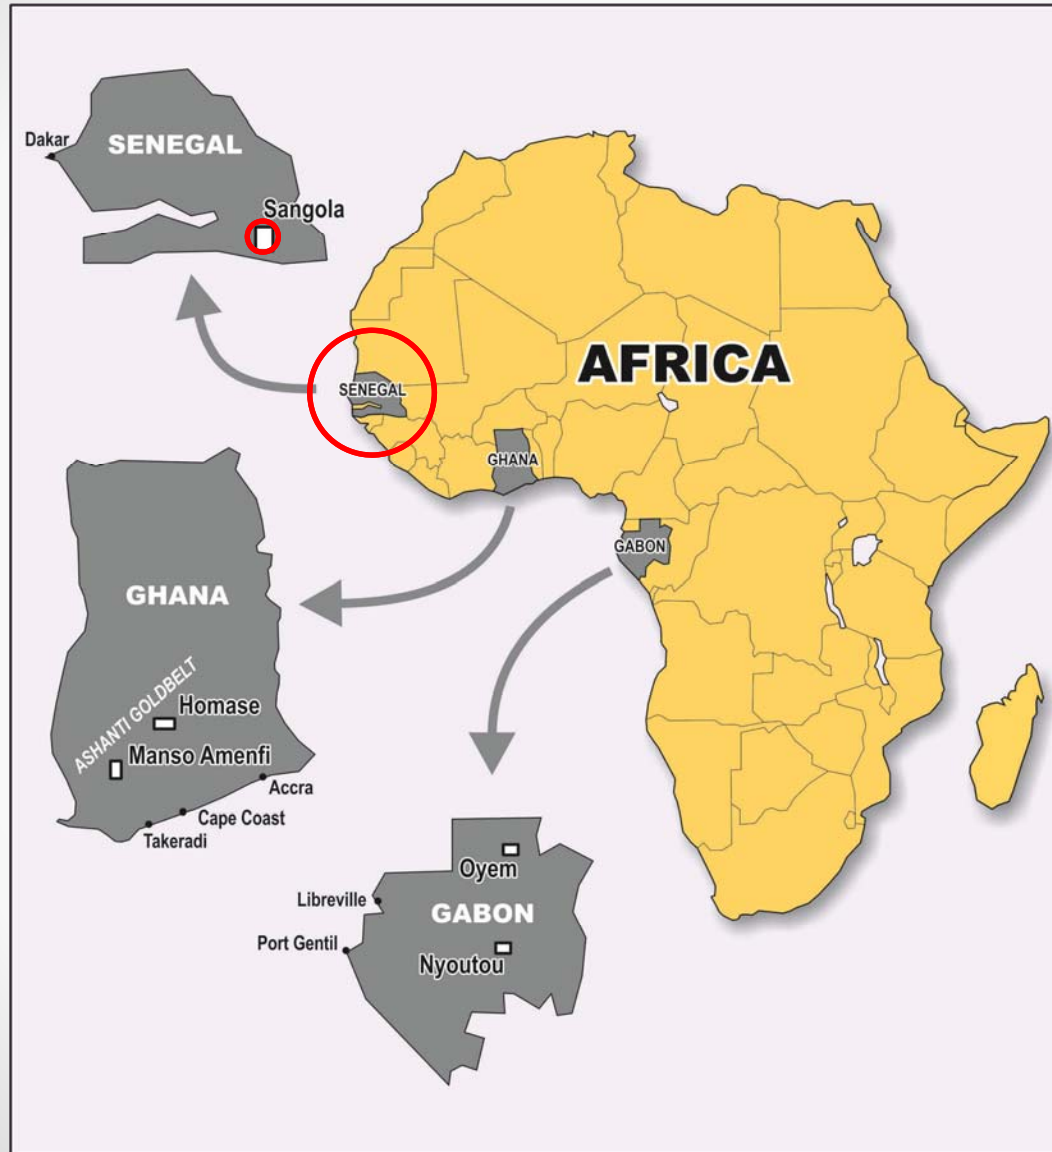 SENEGAL
Dakar
Sangola
AFRICA
SENEGAL
GHANA
GABON
GHANA
ASHANTI GOLDBELT
Homase
Manso Amenfi
Accra
Cape Coast
Takeradi
Oyem
Libreville
GABON
Port Gentil
Nyoutou